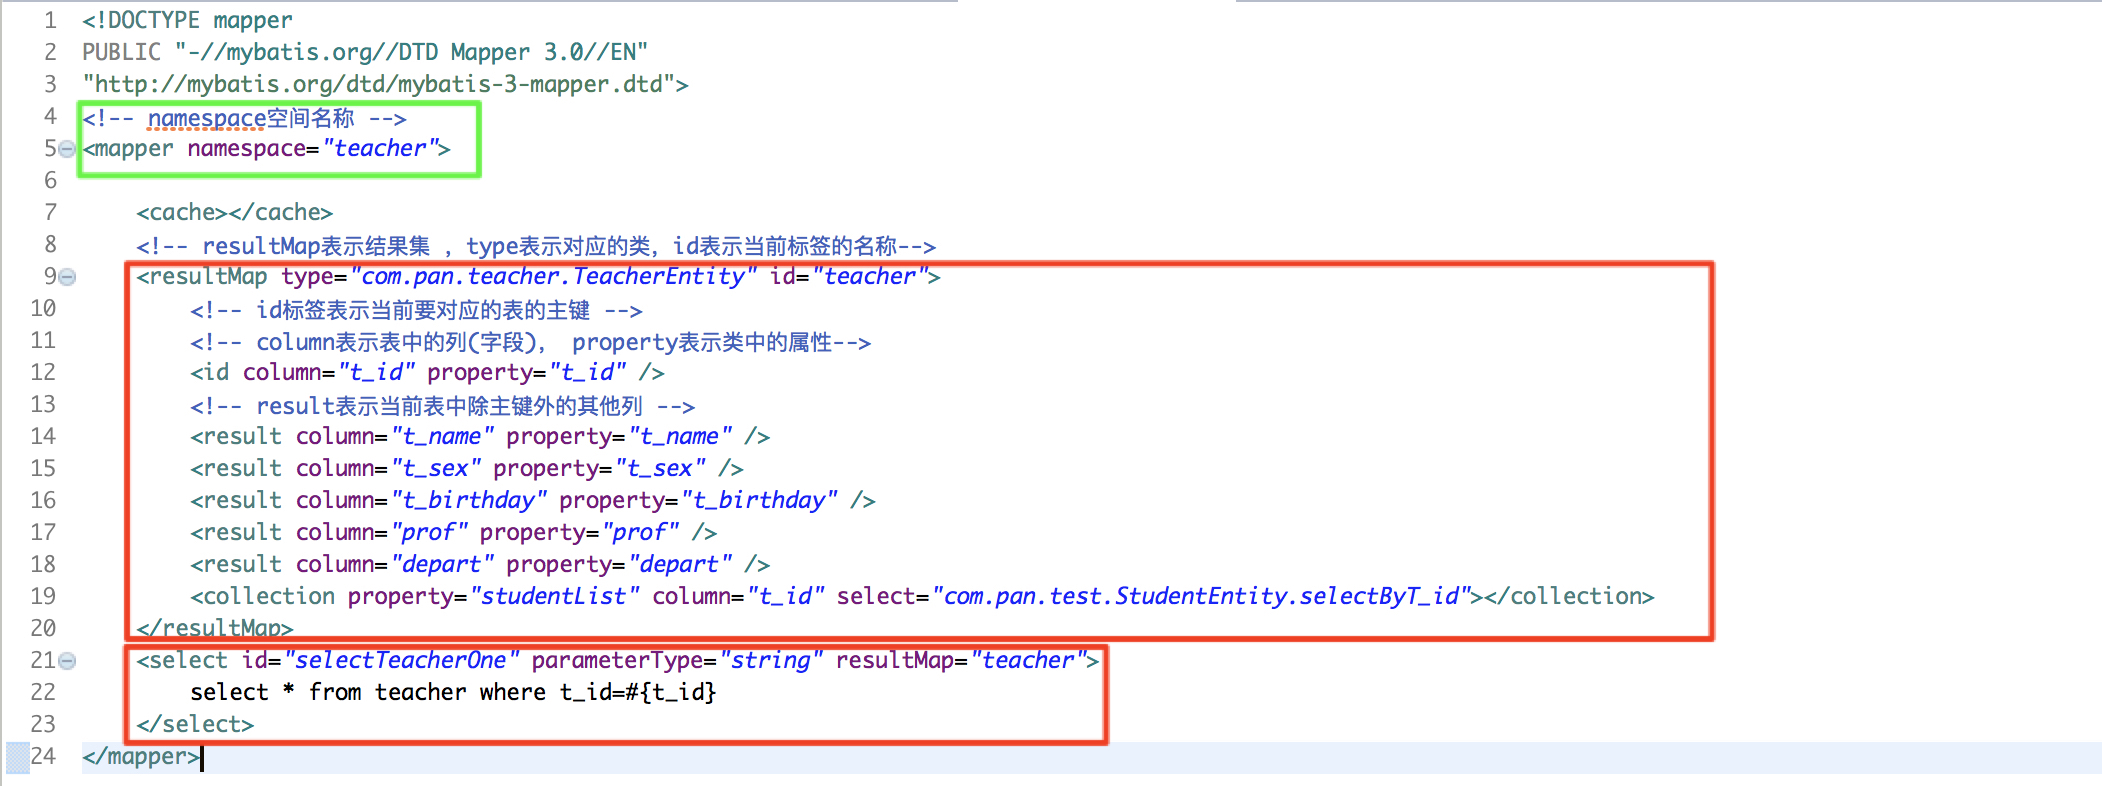 1 <!DOCTYPE mapper
2 PUBLIC "-//mybatis.org//DTD Mapper 3.0//EN"
3 "http://mybatis.org/dtd/mybatis-3-mapper.dtd">
4 <!-- namespace空间名称 -->
5 <mapper namespace="teacher">
6
7 <cache></cache>
8 <!-- resultMap表示结果集 ，type表示对应的类，id表示当前标签的名称-->
9 <resultMap type="com.pan.teacher.TeacherEntity" id="teacher">
10 <!-- id标签表示当前要对应的表的主键 -->
11 <!-- column表示表中的列(字段)， property表示类中的属性-->
12 <id column="t_id" property="t_id" />
13 <!-- result表示当前表中除主键外的其他列 -->
14 <result column="t_name" property="t_name" />
15 <result column="t_sex" property="t_sex" />
16 <result column="t_birthday" property="t_birthday" />
17 <result column="prof" property="prof" />
18 <result column="depart" property="depart" />
19 <collection property="studentList" column="t_id" select="com.pan.test.StudentEntity.selectByT_id"></collection>
20 </resultMap>
21 <select id="selectTeacherOne" parameterType="string" resultMap="teacher">
22 select * from teacher where t_id=#{t_id}
23 </select>
24 </mapper>